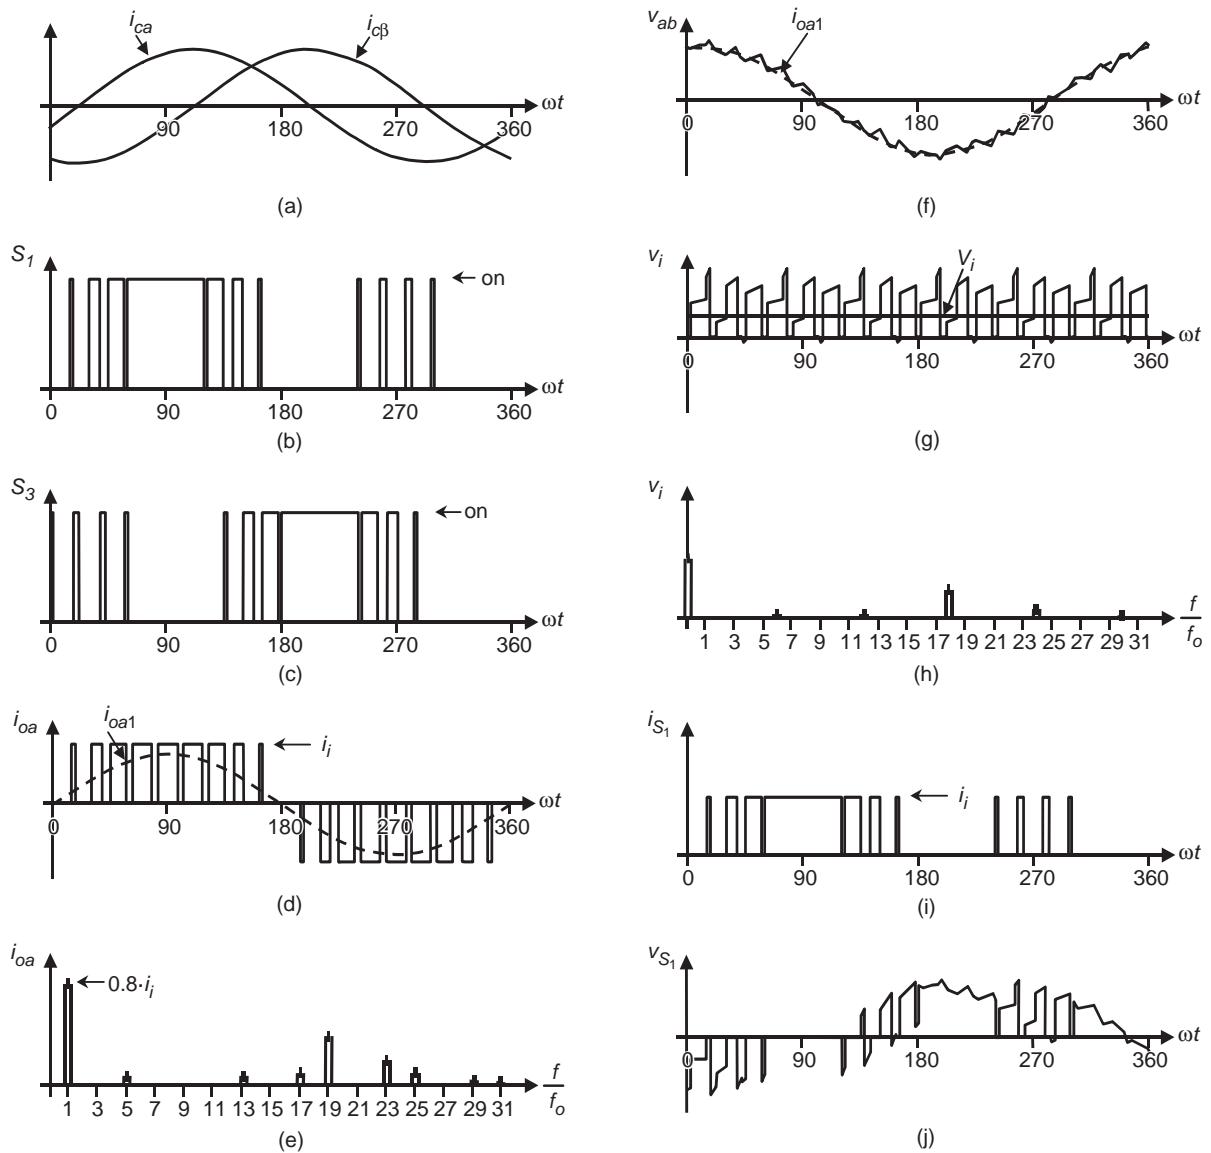 i_ca i_cβ
ωt
90 180 270 360
(a)
S_1
on
ωt
0 90 180 270 360
(b)
S_3
on
ωt
0 90 180 270 360
(c)
i_oa i_oa1
i_i
ωt
0 90 180 270 360
(d)
i_oa
0.8·i_i
f
f_o
1 3 5 7 9 11 13 15 17 19 21 23 25 27 29 31
(e)
v_ab i_oa1
ωt
0 90 180 270 360
(f)
v_i V_i
ωt
0 90 180 270 360
(g)
v_i
f
f_o
1 3 5 7 9 11 13 15 17 19 21 23 25 27 29 31
(h)
i_S1
i_i
ωt
0 90 180 270 360
(i)
v_S1
ωt
0 90 180 270 360
(j)